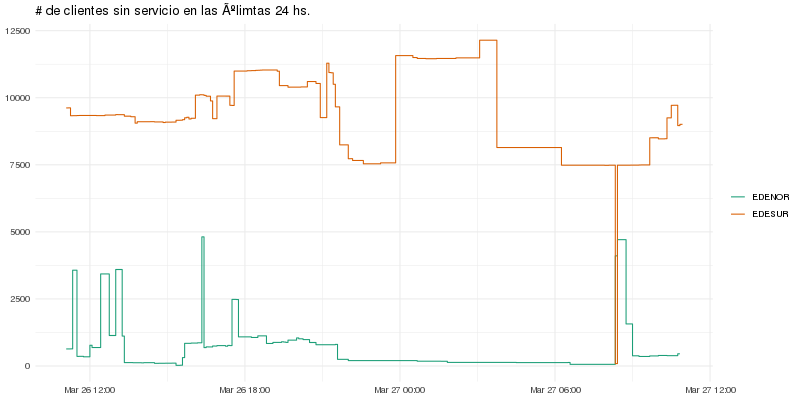 # de clientes sin servicio en las Ãºlimtas 24 hs.
12500
10000
7500
5000
2500
0
Mar 26 12:00
Mar 26 18:00
Mar 27 00:00
Mar 27 06:00
Mar 27 12:00
EDENOR
EDESUR